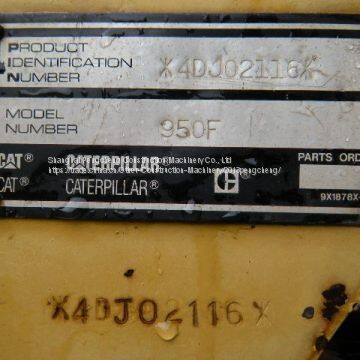 PRODUCT
IDENTIFICATION
NUMBER
X4DJ02116X
MODEL
NUMBER
950F
CAT®
CATERPILLAR
PARTS ORD
CAT®
CATERPILLAR
9X1878X
X4DJ02116X